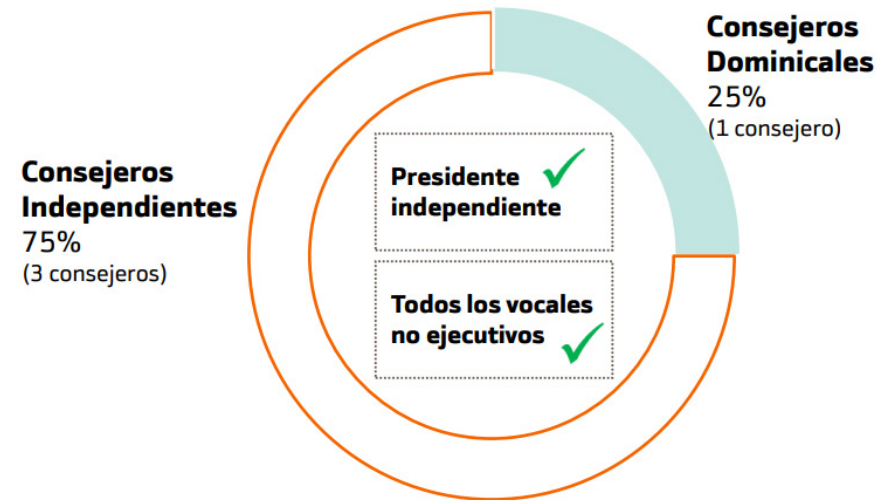 Consejeros
Dominicales
25%
(1 consejero)
Consejeros
Independientes
75%
(3 consejeros)
Presidente
independiente
Todos los vocales
no ejecutivos